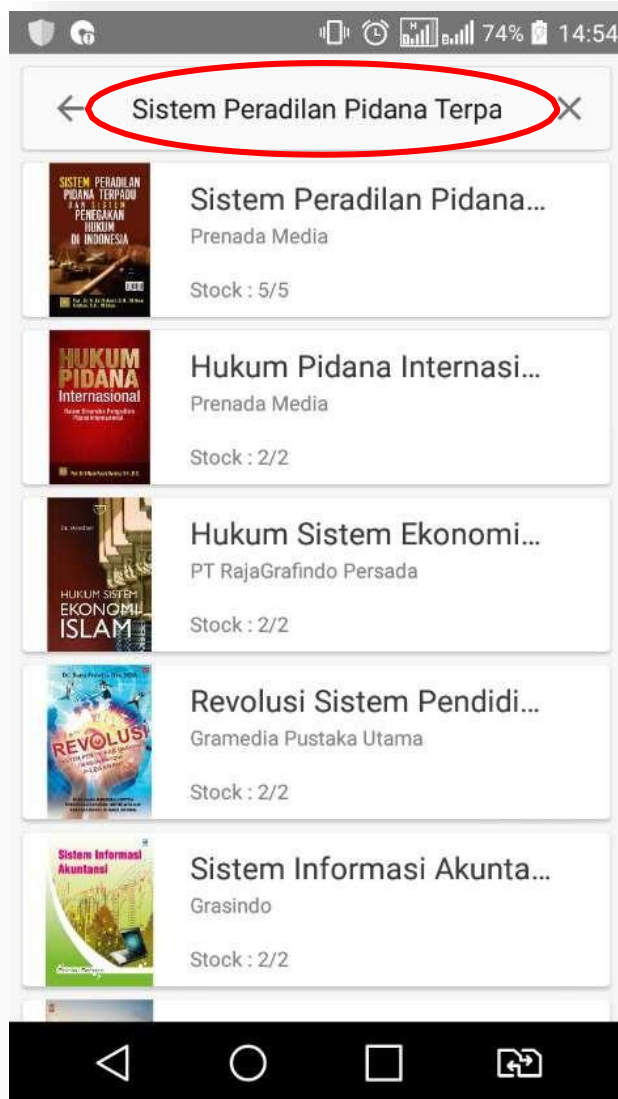 74% 14:54
Sistem Peradilan Pidana Terpa
SISTEM PERADILAN
PIDANA TERPADU
DAN SISTEM
PENEGAKAN
HUKUM
DI INDONESIA
Sistem Peradilan Pidana...
Prenada Media
Stock : 5/5
HUKUM
PIDANA
Internasional
Hukum Pidana Internasi...
Prenada Media
Stock : 2/2
HUKUM SISTEM
EKONOMI
ISLAM
Hukum Sistem Ekonomi...
PT RajaGrafindo Persada
Stock : 2/2
REVOLUSI
Revolusi Sistem Pendidi...
Gramedia Pustaka Utama
Stock : 2/2
Sistem Informasi
Akuntansi
Sistem Informasi Akunta...
Grasindo
Stock : 2/2